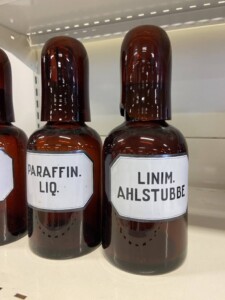 PARAFFIN.
LIQ.
LINIM.
AHLSTUBBE